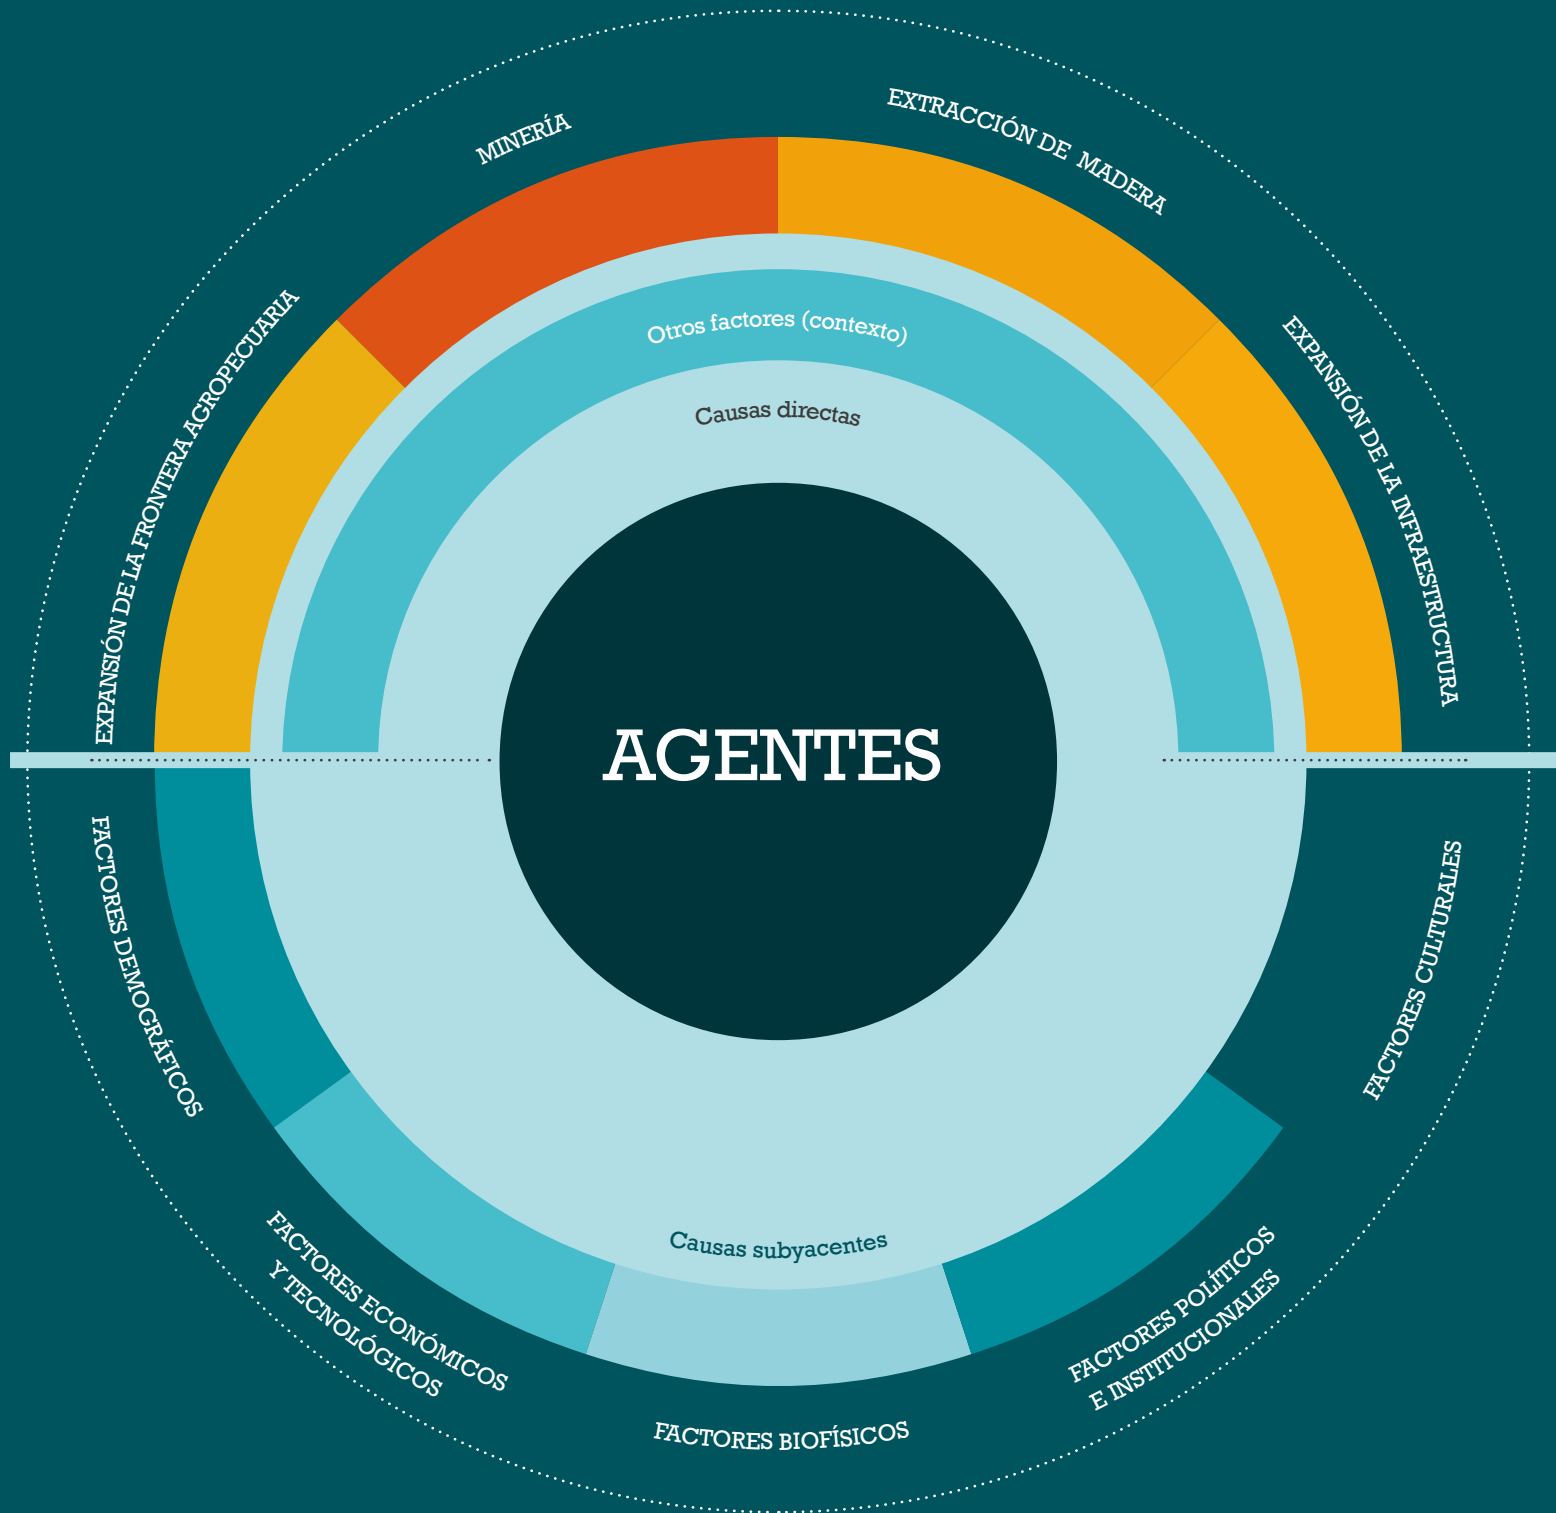 MINERÍA
EXTRACCIÓN DE MADERA
EXPANSIÓN DE LA FRONTERA AGROPECUARIA
EXPANSIÓN DE LA INFRAESTRUCTURA
Otros factores (contexto)
Causas directas
AGENTES
FACTORES DEMOGRÁFICOS
FACTORES CULTURALES
Causas subyacentes
FACTORES ECONÓMICOS
Y TECNOLÓGICOS
FACTORES BIOFÍSICOS
FACTORES POLÍTICOS
E INSTITUCIONALES